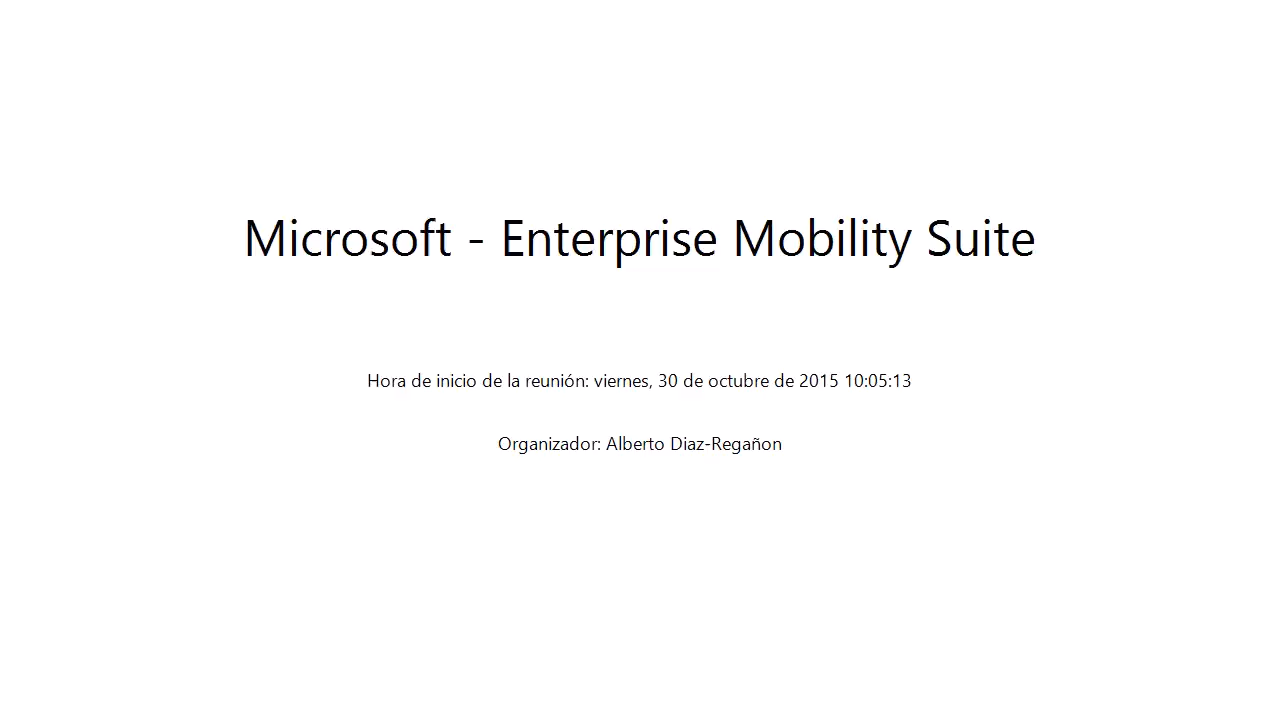 Microsoft - Enterprise Mobility Suite
Hora de inicio de la reunión: viernes, 30 de octubre de 2015 10:05:13
Organizador: Alberto Diaz-Regañon